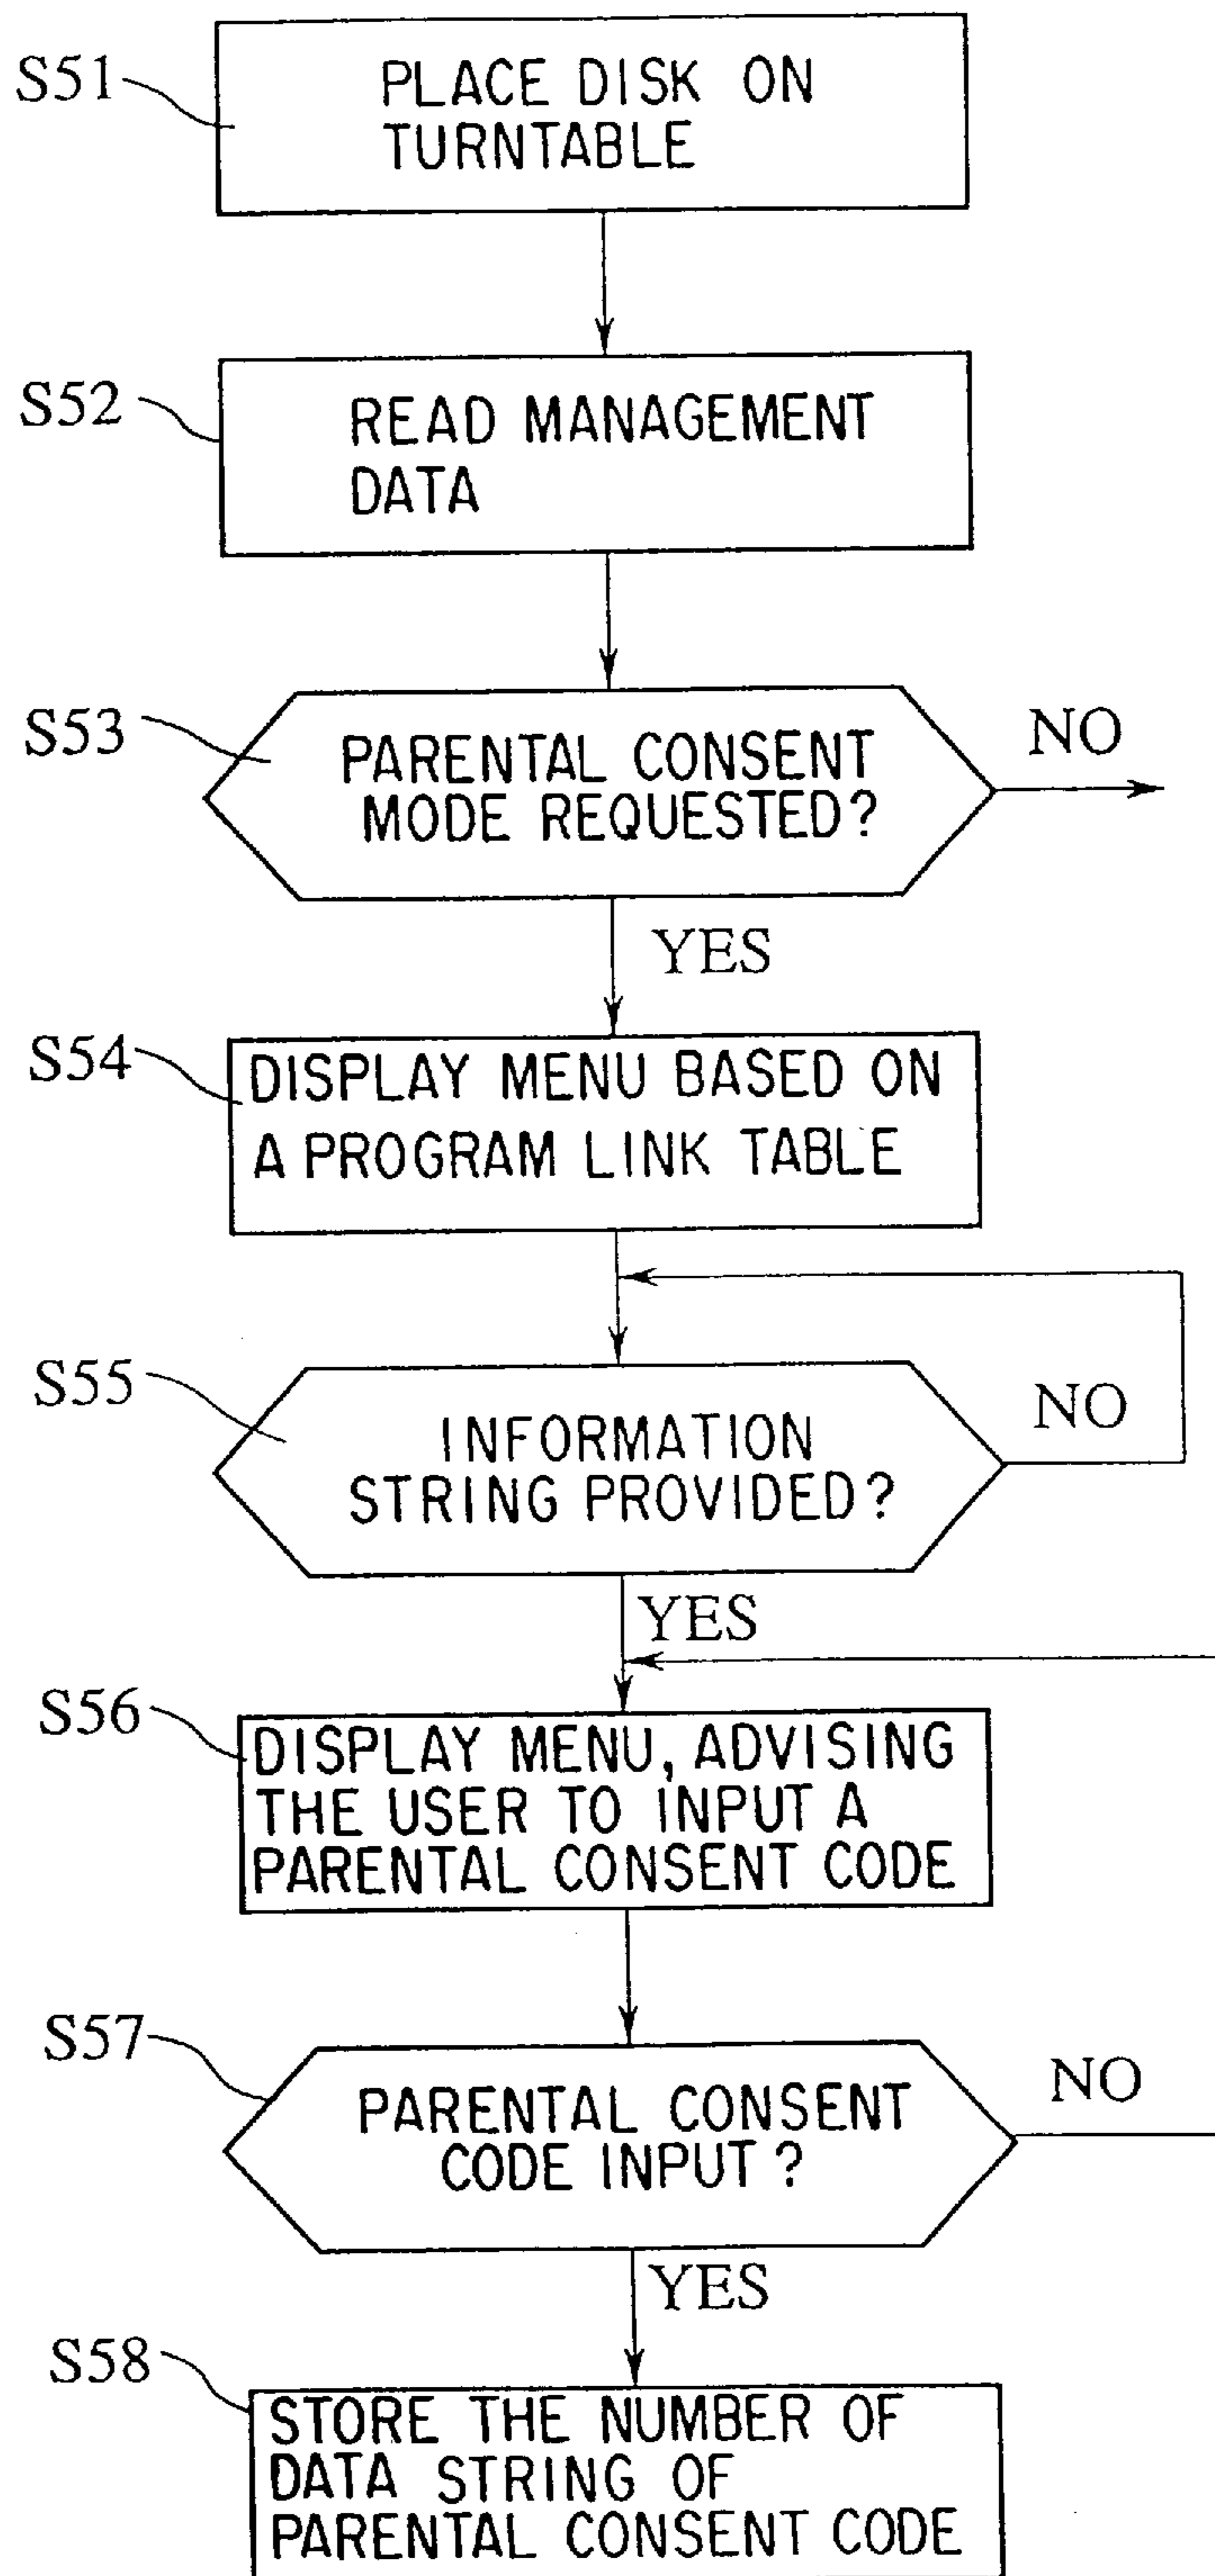 S51
PLACE DISK ON
TURNTABLE
S52
READ MANAGEMENT
DATA
S53
PARENTAL CONSENT
MODE REQUESTED?
NO
YES
S54
DISPLAY MENU BASED ON
A PROGRAM LINK TABLE
S55
INFORMATION
STRING PROVIDED?
NO
YES
S56
DISPLAY MENU, ADVISING
THE USER TO INPUT A
PARENTAL CONSENT CODE
S57
PARENTAL CONSENT
CODE INPUT?
NO
YES
S58
STORE THE NUMBER OF
DATA STRING OF
PARENTAL CONSENT CODE